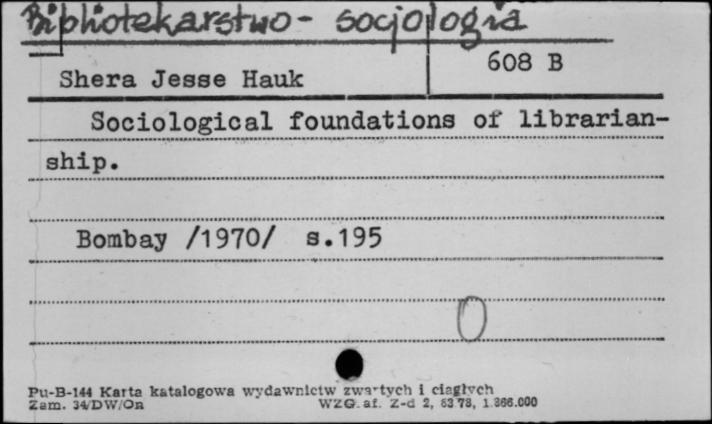 Bibliotekarstwo - socjologia
608 B
Shera Jesse Hauk
Sociological foundations of librarian-
ship.
Bombay /1970/ s.195
0
Pu-B-144 Karta katalogowa wydawnictw zwartych i ciągłych
Zam. 34/DW/On WZG. af. Z-d 2, 63 78, 1.366.000